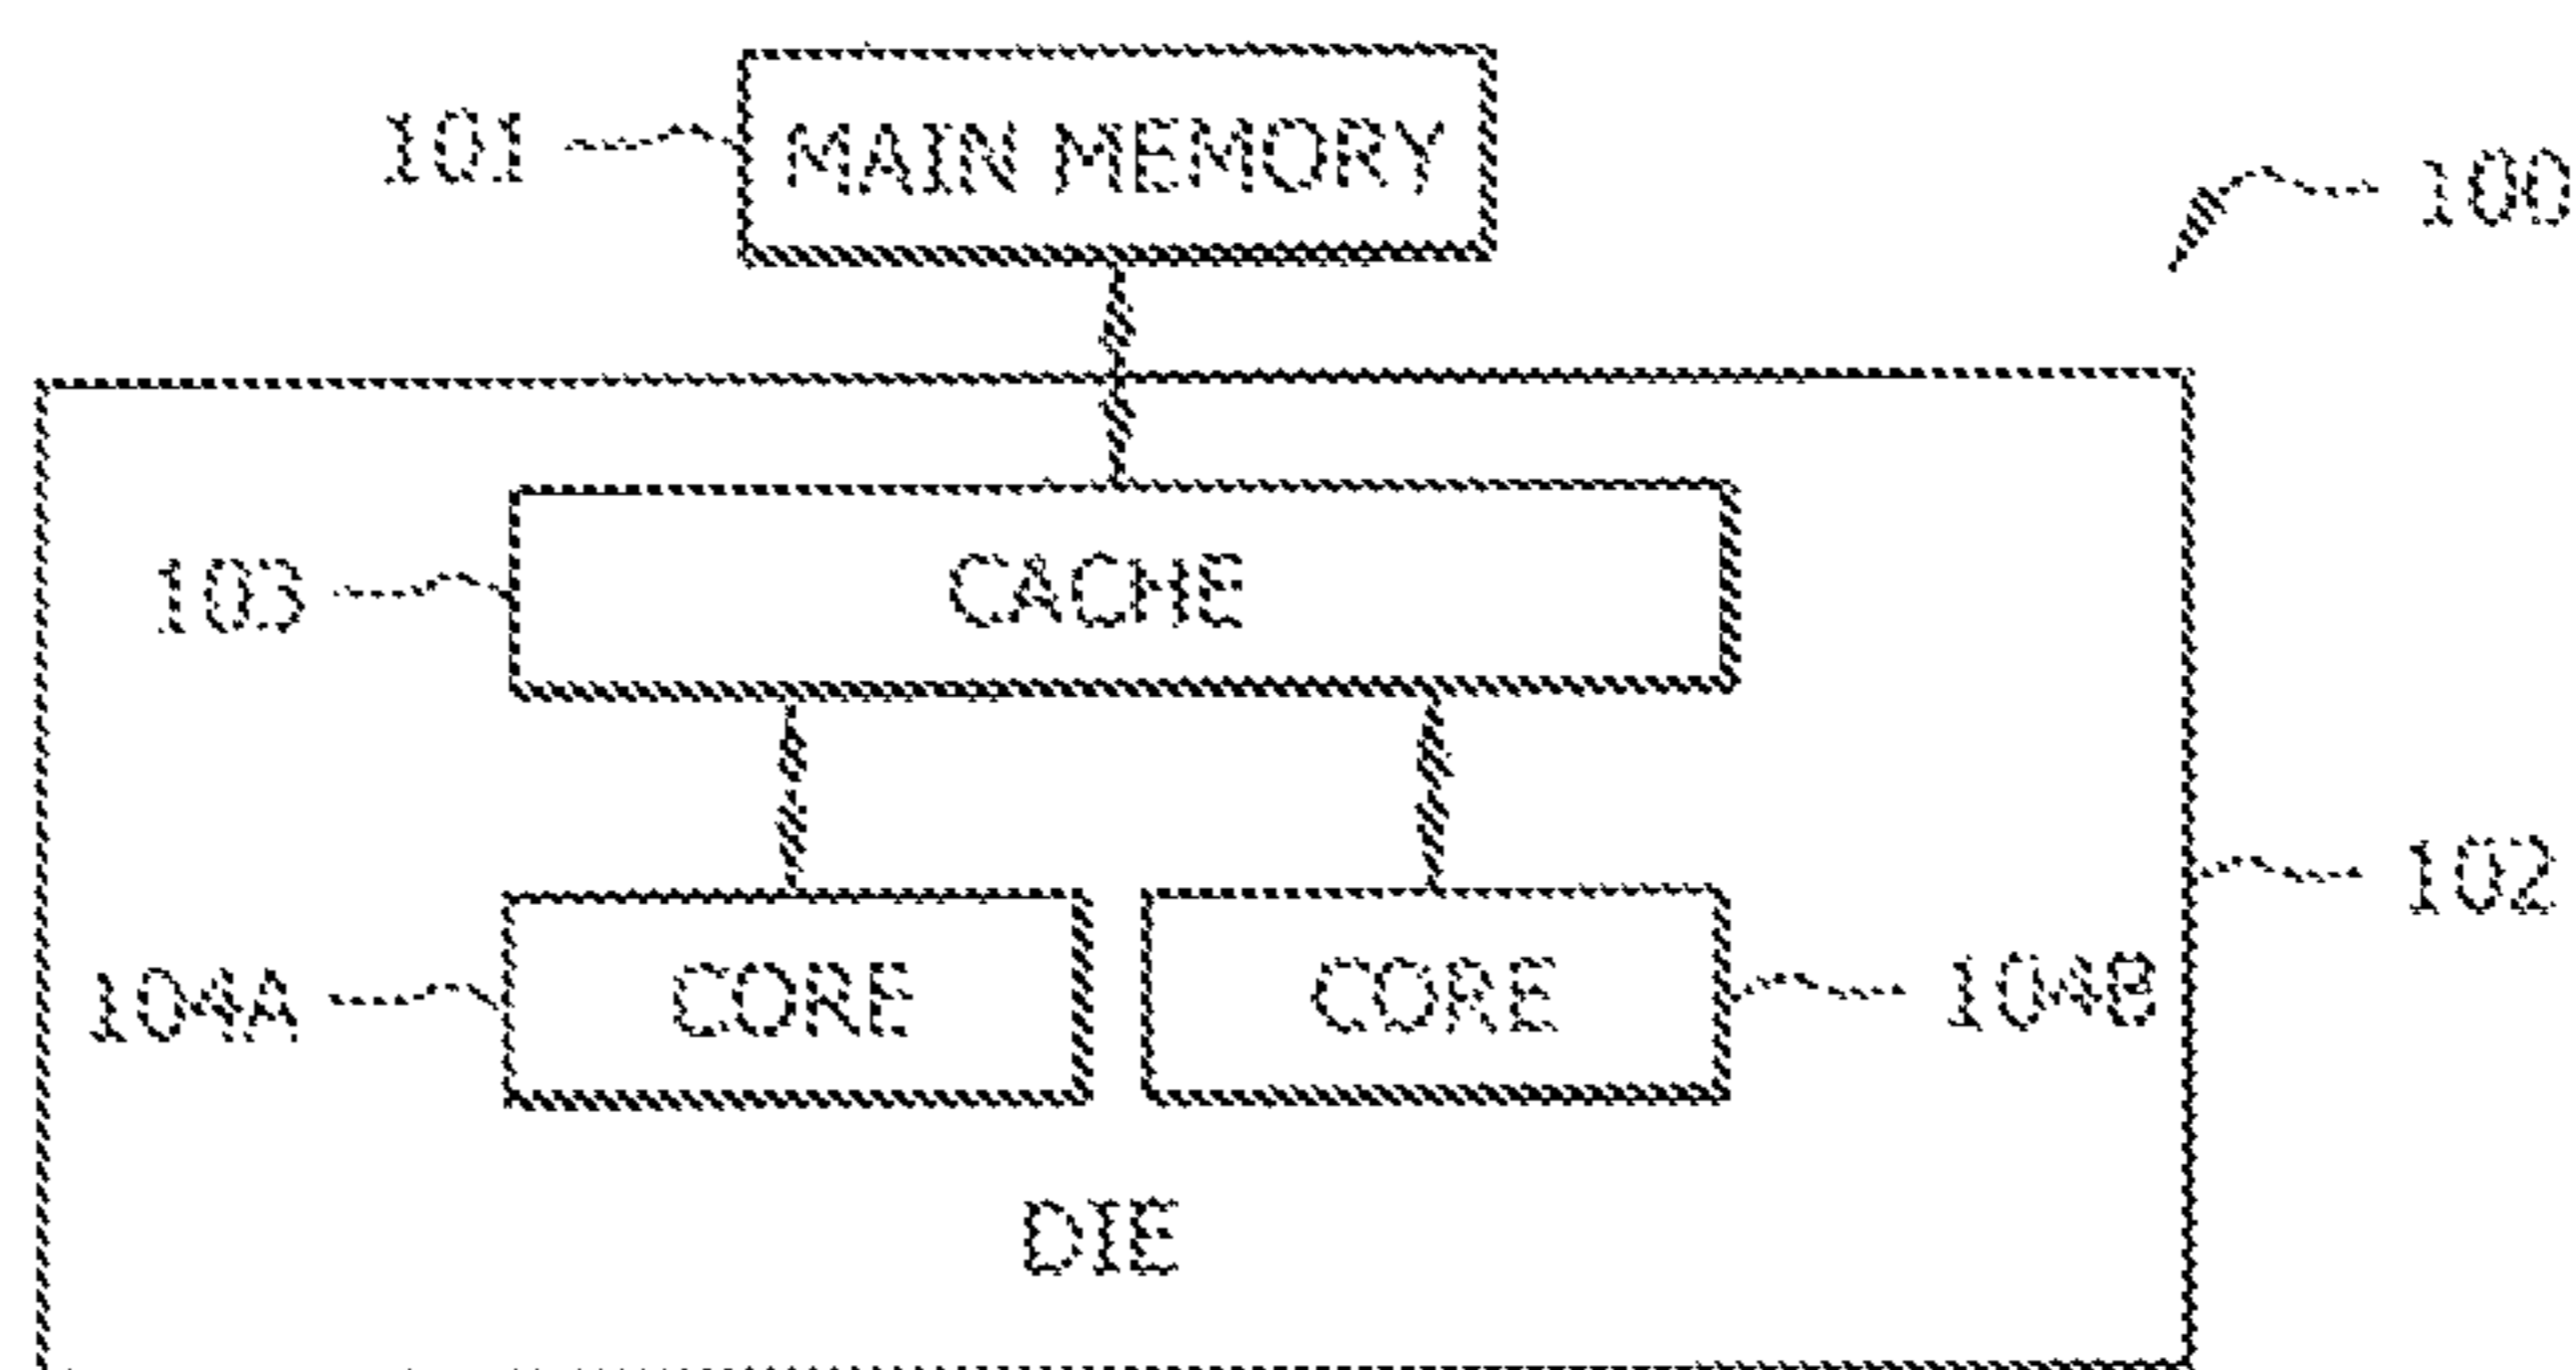 101 MAIN MEMORY
100
103 CACHE
102
104A CORE CORE 104B
DIE